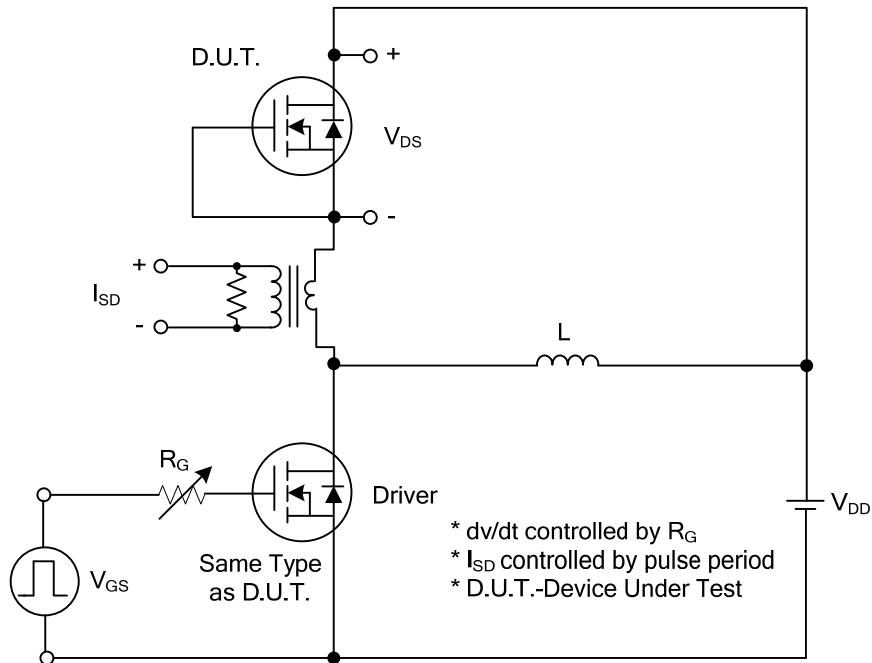 D.U.T.
+
VDS
-
+
ISD
-
L
RG
Driver
VDD
VGS
Same Type
as D.U.T.
* dv/dt controlled by RG
* ISD controlled by pulse period
* D.U.T.-Device Under Test